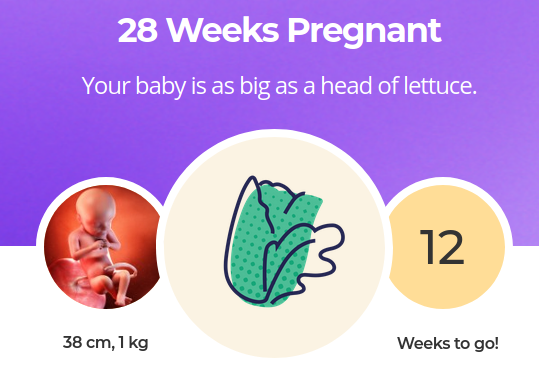 28 Weeks Pregnant
Your baby is as big as a head of lettuce.
12
38 cm, 1 kg
Weeks to go!